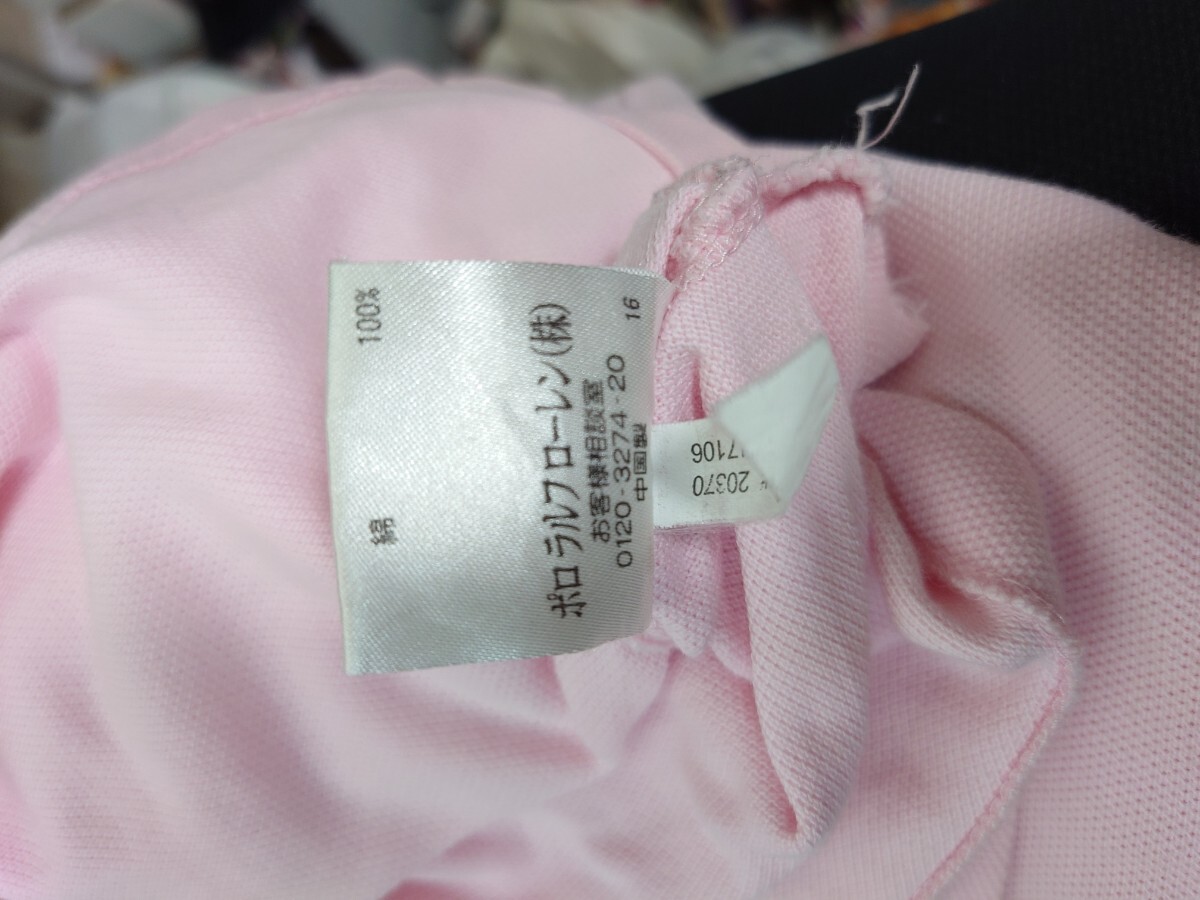 綿 100%
ポロ ラルフ ローレン(株)
お客様相談室
0120-3274-20
中国製 16
20370
17106